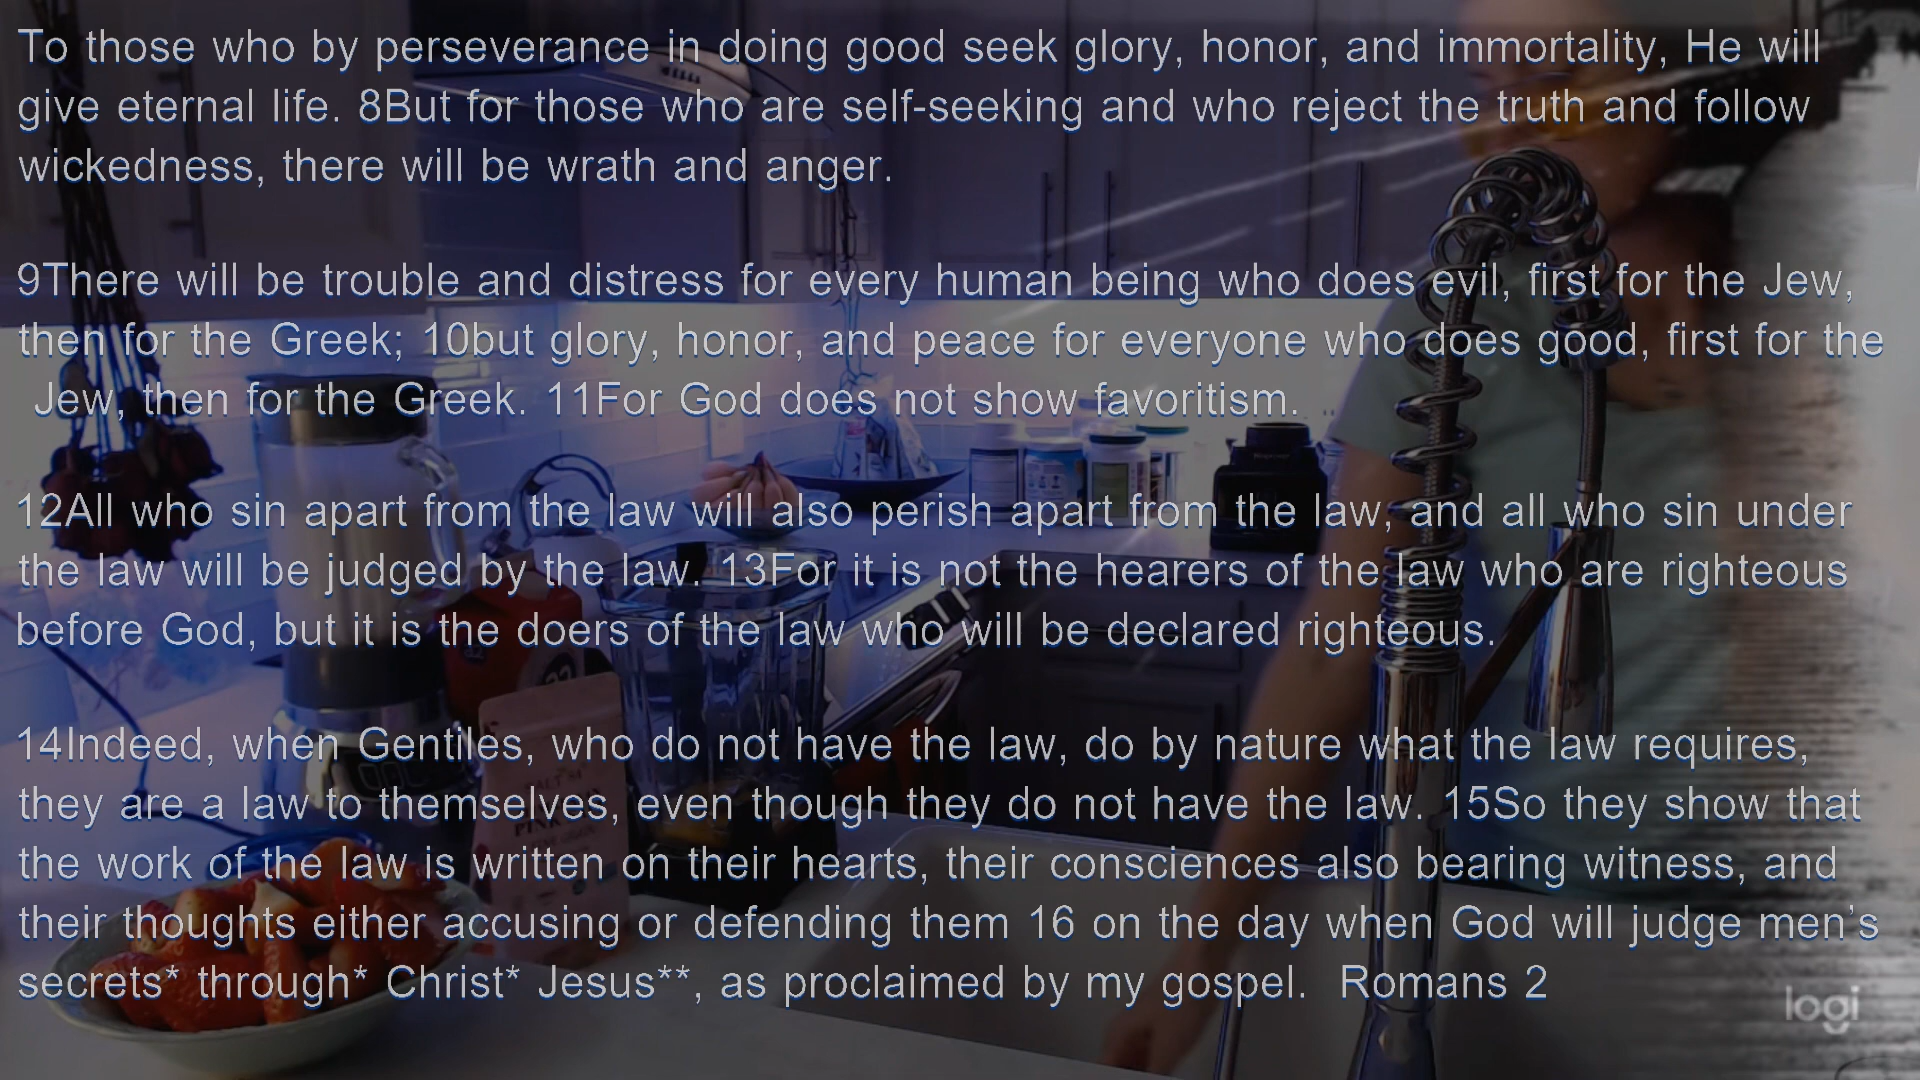 To those who by perseverance in doing good seek glory, honor, and immortality, He will
give eternal life. 8But for those who are self-seeking and who reject the truth and follow
wickedness, there will be wrath and anger.
9There will be trouble and distress for every human being who does evil, first for the Jew,
then for the Greek; 10but glory, honor, and peace for everyone who does good, first for the
Jew, then for the Greek. 11For God does not show favoritism.
12All who sin apart from the law will also perish apart from the law, and all who sin under
the law will be judged by the law. 13For it is not the hearers of the law who are righteous
before God, but it is the doers of the law who will be declared righteous.
14Indeed, when Gentiles, who do not have the law, do by nature what the law requires,
they are a law to themselves, even though they do not have the law. 15So they show that
the work of the law is written on their hearts, their consciences also bearing witness, and
their thoughts either accusing or defending them 16 on the day when God will judge men's
secrets* through* Christ* Jesus**, as proclaimed by my gospel. Romans 2
logi